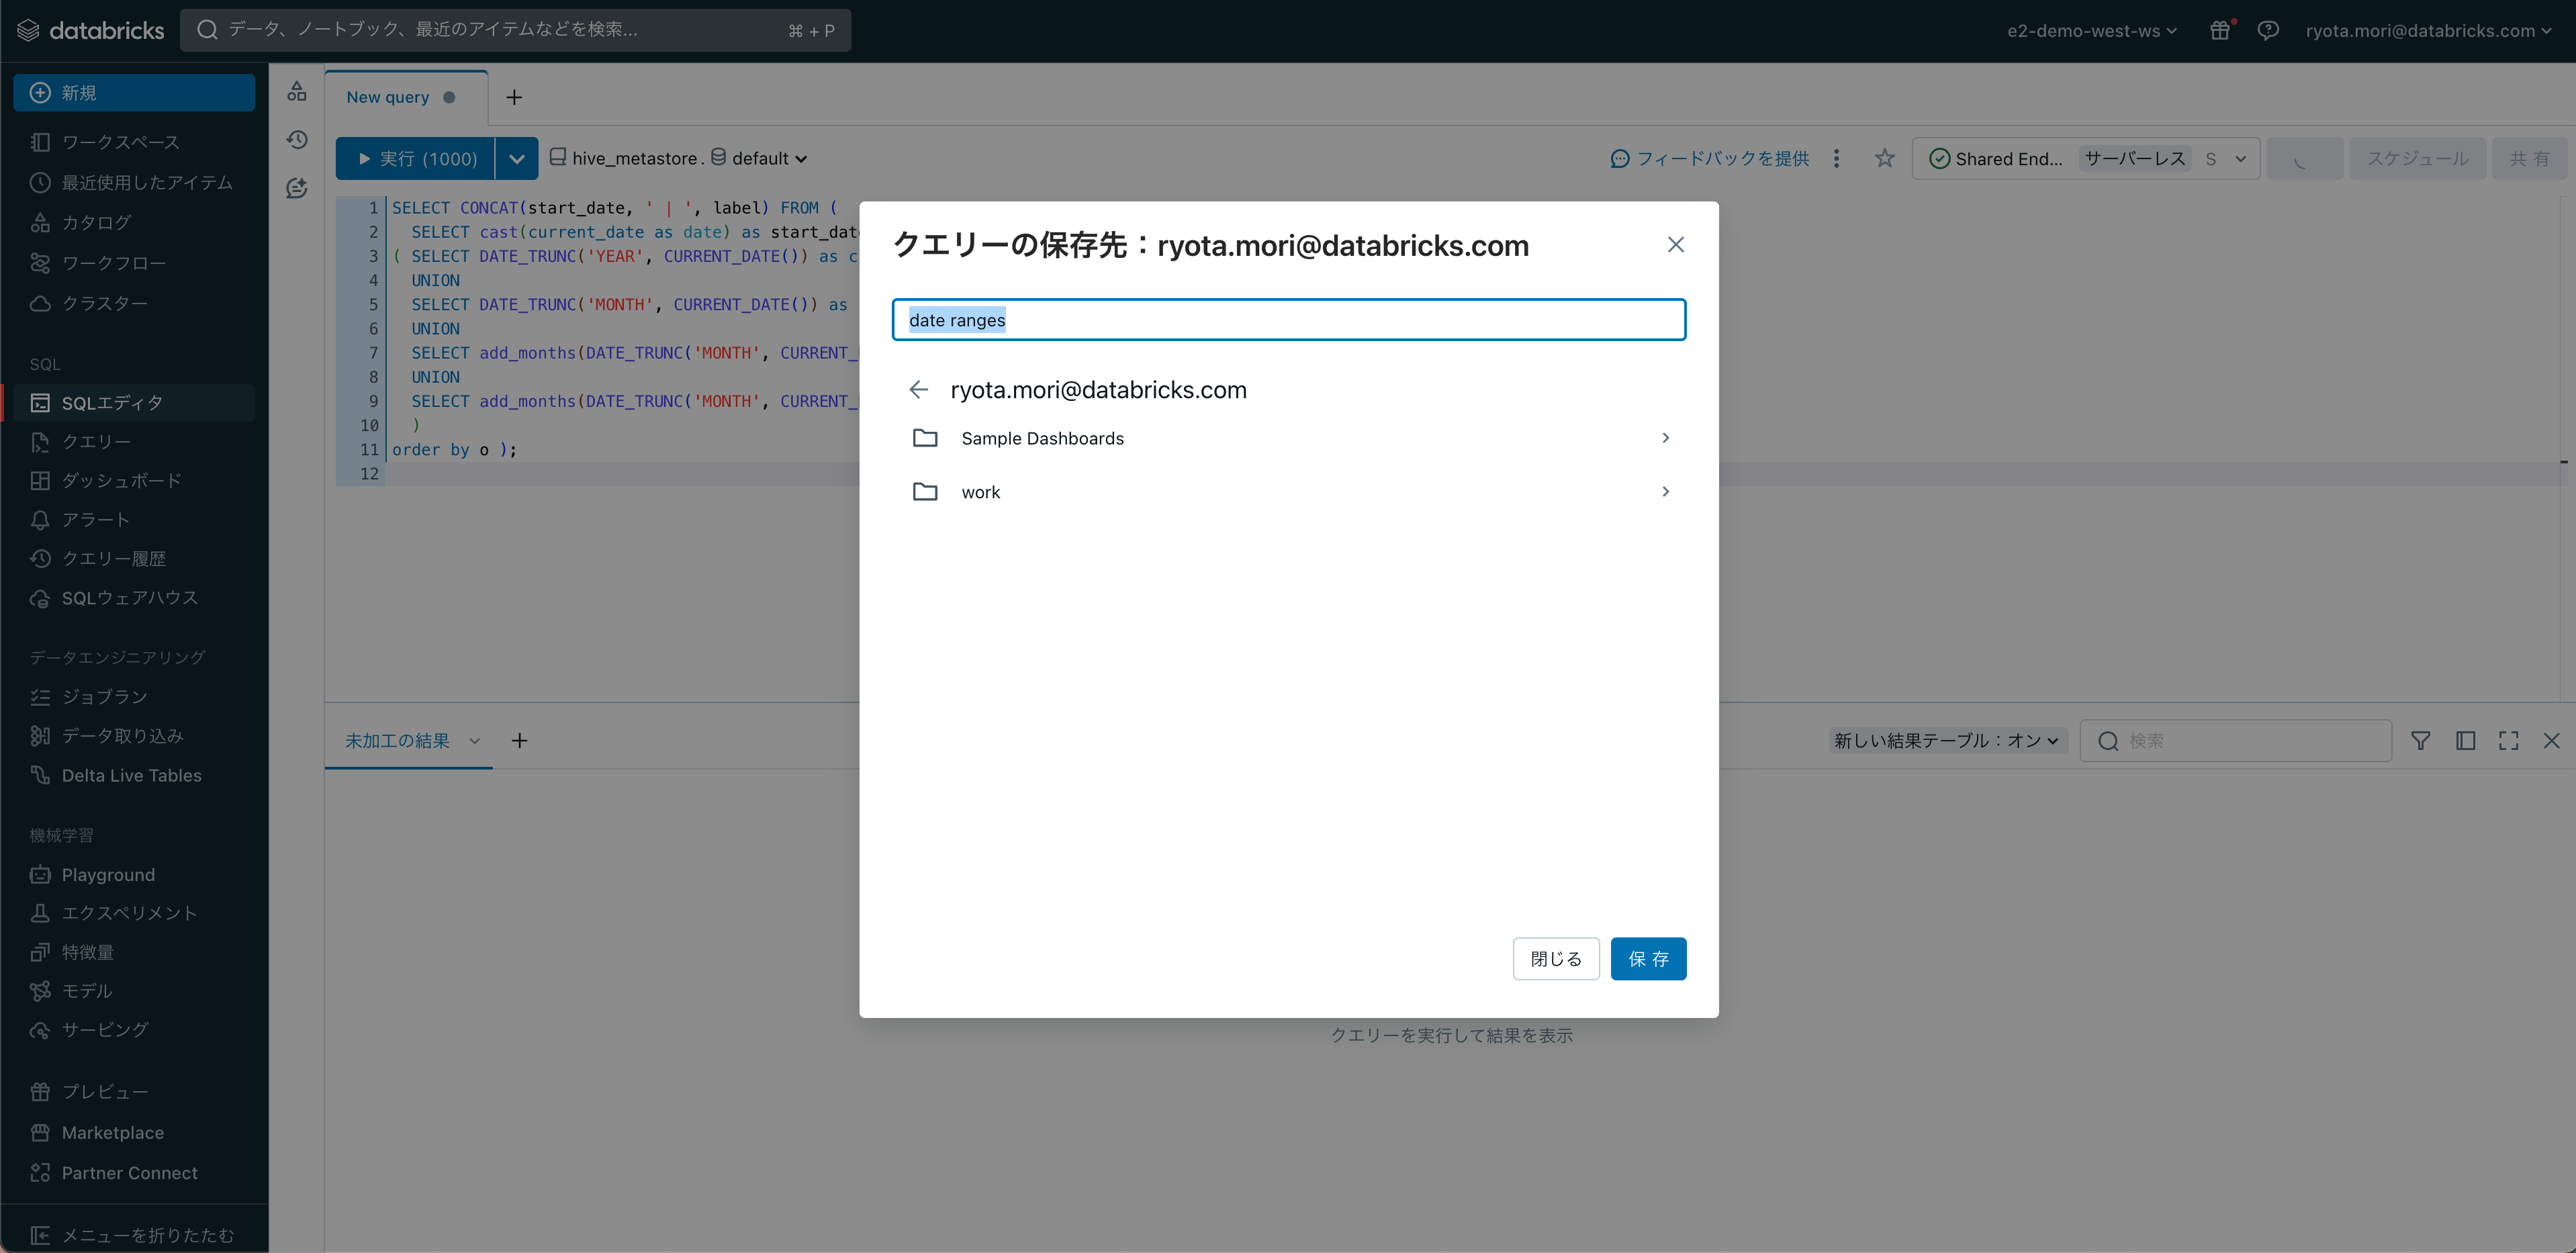 databricks
データ、ノートブック、最近のアイテムなどを検索...
⌘ + P
e2-demo-west-ws
ryota.mori@databricks.com
新規
ワークスペース
最近使用したアイテム
カタログ
ワークフロー
クラスター
SQL
SQLエディタ
クエリー
ダッシュボード
アラート
クエリー履歴
SQLウェアハウス
データエンジニアリング
ジョブラン
データ取り込み
Delta Live Tables
機械学習
Playground
エクスペリメント
特徴量
モデル
サービング
プレビュー
Marketplace
Partner Connect
メニューを折りたたむ
New query
実行 (1000)
hive_metastore. default
フィードバックを提供
Shared End... サーバーレス S
スケジュール
共有
1 SELECT CONCAT(start_date, ' | ', label) FROM (
2 SELECT cast(current_date as date) as start_dat
3 ( SELECT DATE_TRUNC('YEAR', CURRENT_DATE()) as c
4 UNION
5 SELECT DATE_TRUNC('MONTH', CURRENT_DATE()) as
6 UNION
7 SELECT add_months(DATE_TRUNC('MONTH', CURRENT_
8 UNION
9 SELECT add_months(DATE_TRUNC('MONTH', CURRENT_
10 )
11 order by o );
12
クエリーの保存先：ryota.mori@databricks.com
date ranges
ryota.mori@databricks.com
Sample Dashboards
work
閉じる
保存
未加工の結果
新しい結果テーブル：オン
検索
クエリーを実行して結果を表示